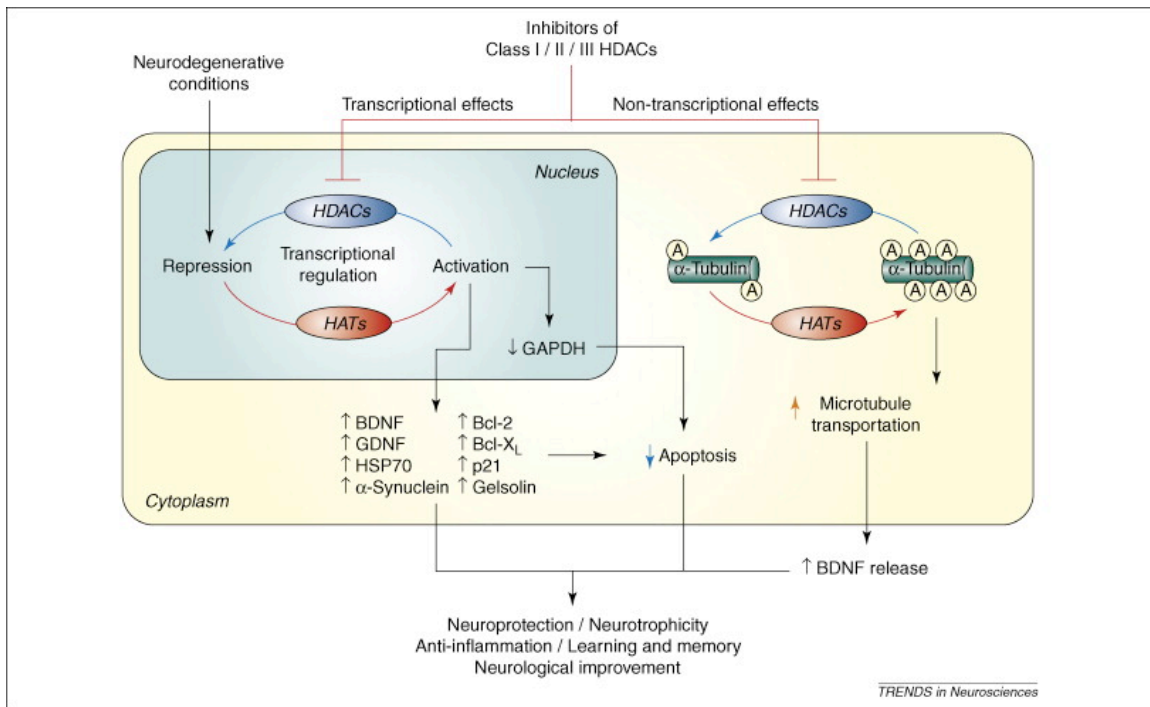 Inhibitors of
Class I / II / III HDACs
Neurodegenerative
conditions
Transcriptional effects
Non-transcriptional effects
Nucleus
HDACs
HDACs
Repression
Transcriptional
regulation
Activation
A
α-Tubulin
A
A A A
α-Tubulin
A A A
HATs
HATs
↓ GAPDH
↑ BDNF
↑ GDNF
↑ HSP70
↑ α-Synuclein
↑ Bcl-2
↑ Bcl-XL
↑ p21
↑ Gelsolin
↓ Apoptosis
↑ Microtubule
transportation
Cytoplasm
↑ BDNF release
Neuroprotection / Neurotrophicity
Anti-inflammation / Learning and memory
Neurological improvement
TRENDS in Neurosciences